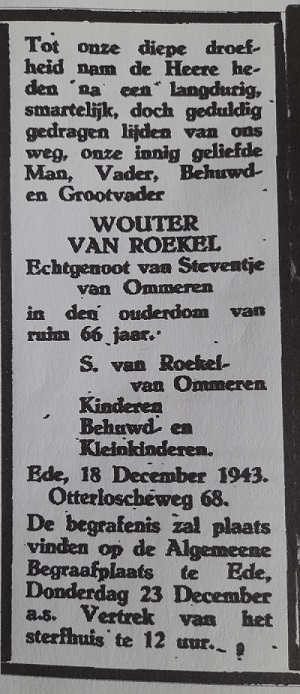 Tot onze diepe droef-
heid nam de Heere he-
den na een langdurig,
smartelijk, doch geduldig
gedragen lijden van ons
weg, onze innig geliefde
Man, Vader, Behuwd-
en Grootvader
WOUTER
VAN ROEKEL
Echtgenoot van Steventje
van Ommeren
in den ouderdom van
ruim 66 jaar.
S. van Roekel-
van Ommeren
Kinderen
Behuwd- en
Kleinkinderen.
Ede, 18 December 1943.
Otterloscheweg 68.
De begrafenis zal plaats
vinden op de Algemeene
Begraafplaats te Ede,
Donderdag 23 December
a.s. Vertrek van het
sterfhuis te 12 uur.